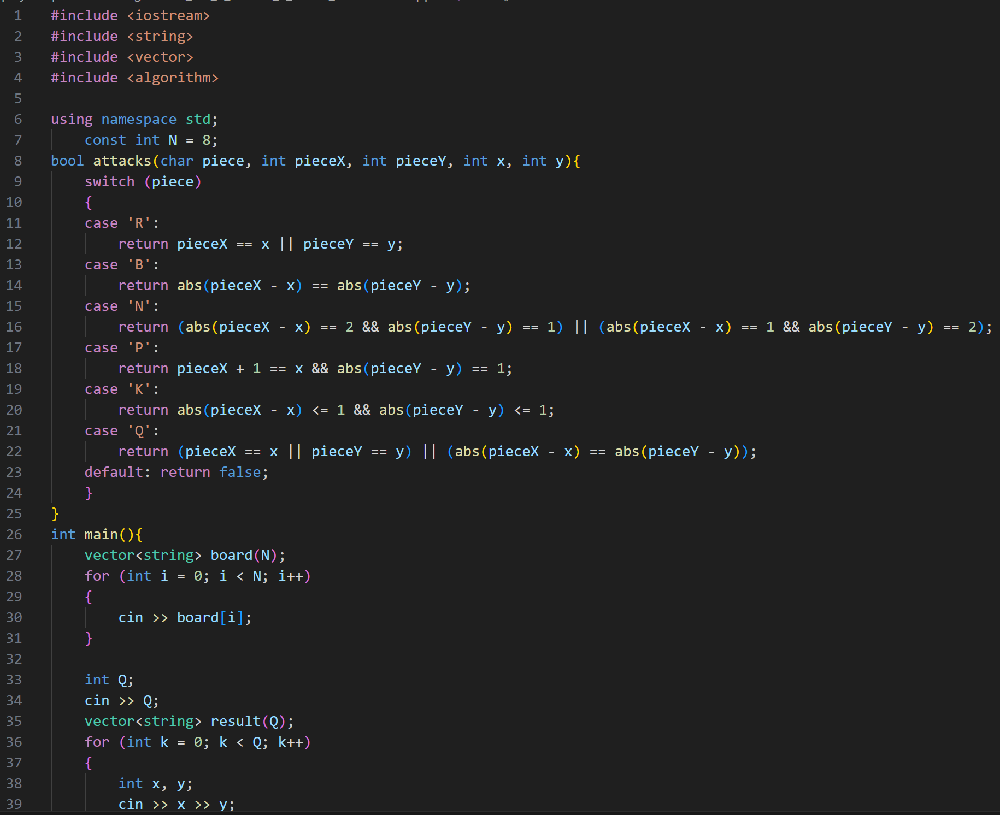 1 #include <iostream>
2 #include <string>
3 #include <vector>
4 #include <algorithm>
5
6 using namespace std;
7     const int N = 8;
8 bool attacks(char piece, int pieceX, int pieceY, int x, int y){
9     switch (piece)
10     {
11     case 'R':
12         return pieceX == x || pieceY == y;
13     case 'B':
14         return abs(pieceX - x) == abs(pieceY - y);
15     case 'N':
16         return (abs(pieceX - x) == 2 && abs(pieceY - y) == 1) || (abs(pieceX - x) == 1 && abs(pieceY - y) == 2);
17     case 'P':
18         return pieceX + 1 == x && abs(pieceY - y) == 1;
19     case 'K':
20         return abs(pieceX - x) <= 1 && abs(pieceY - y) <= 1;
21     case 'Q':
22         return (pieceX == x || pieceY == y) || (abs(pieceX - x) == abs(pieceY - y));
23     default: return false;
24     }
25 }
26 int main(){
27     vector<string> board(N);
28     for (int i = 0; i < N; i++)
29     {
30         cin >> board[i];
31     }
32
33     int Q;
34     cin >> Q;
35     vector<string> result(Q);
36     for (int k = 0; k < Q; k++)
37     {
38         int x, y;
39         cin >> x >> y;